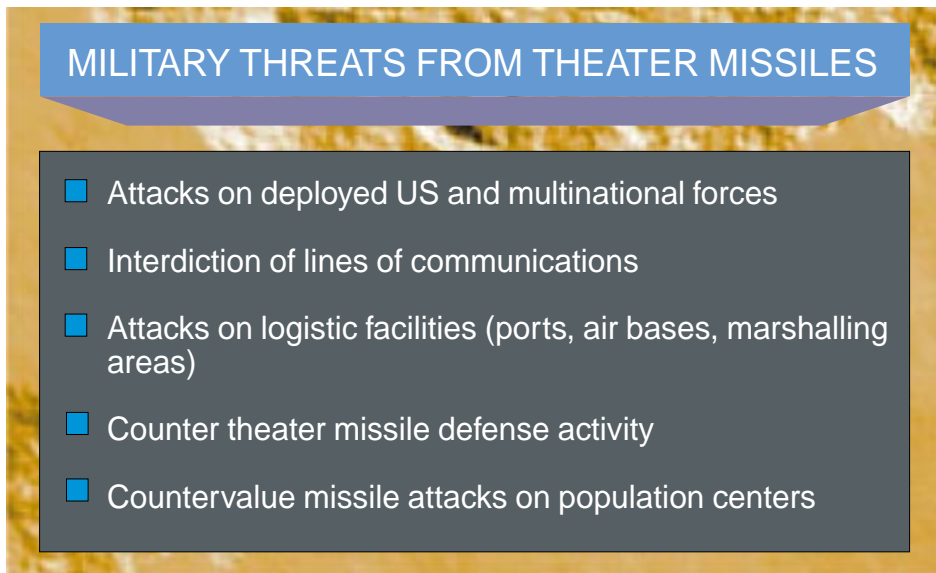 MILITARY THREATS FROM THEATER MISSILES
Attacks on deployed US and multinational forces
Interdiction of lines of communications
Attacks on logistic facilities (ports, air bases, marshalling
areas)
Counter theater missile defense activity
Countervalue missile attacks on population centers